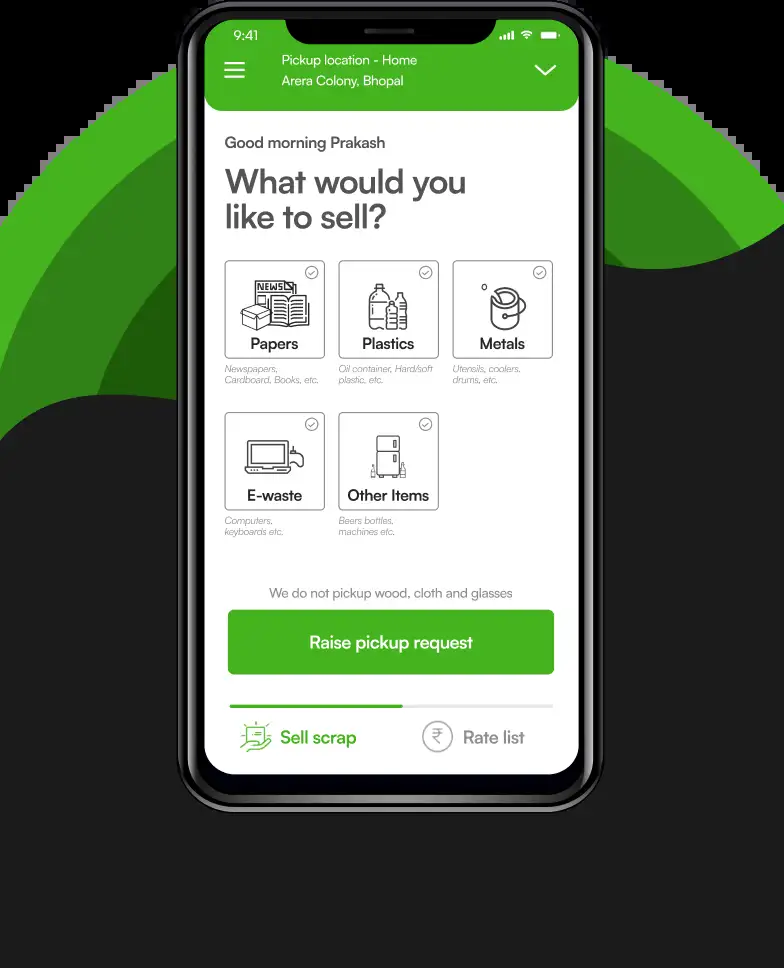 9:41
Pickup location - Home
Arera Colony, Bhopal
Good morning Prakash
What would you
like to sell?
NEWS
Papers
Plastics
Metals
Newspapers,
Cardboard, Books, etc.
Oil container, Hard/soft
plastic, etc.
Utensils, coolers.
drums, etc.
E-waste
Other Items
Computers.
keyboards etc.
Beers bottles,
machines etc.
We do not pickup wood, cloth and glasses
Raise pickup request
Sell scrap
₹
Rate list